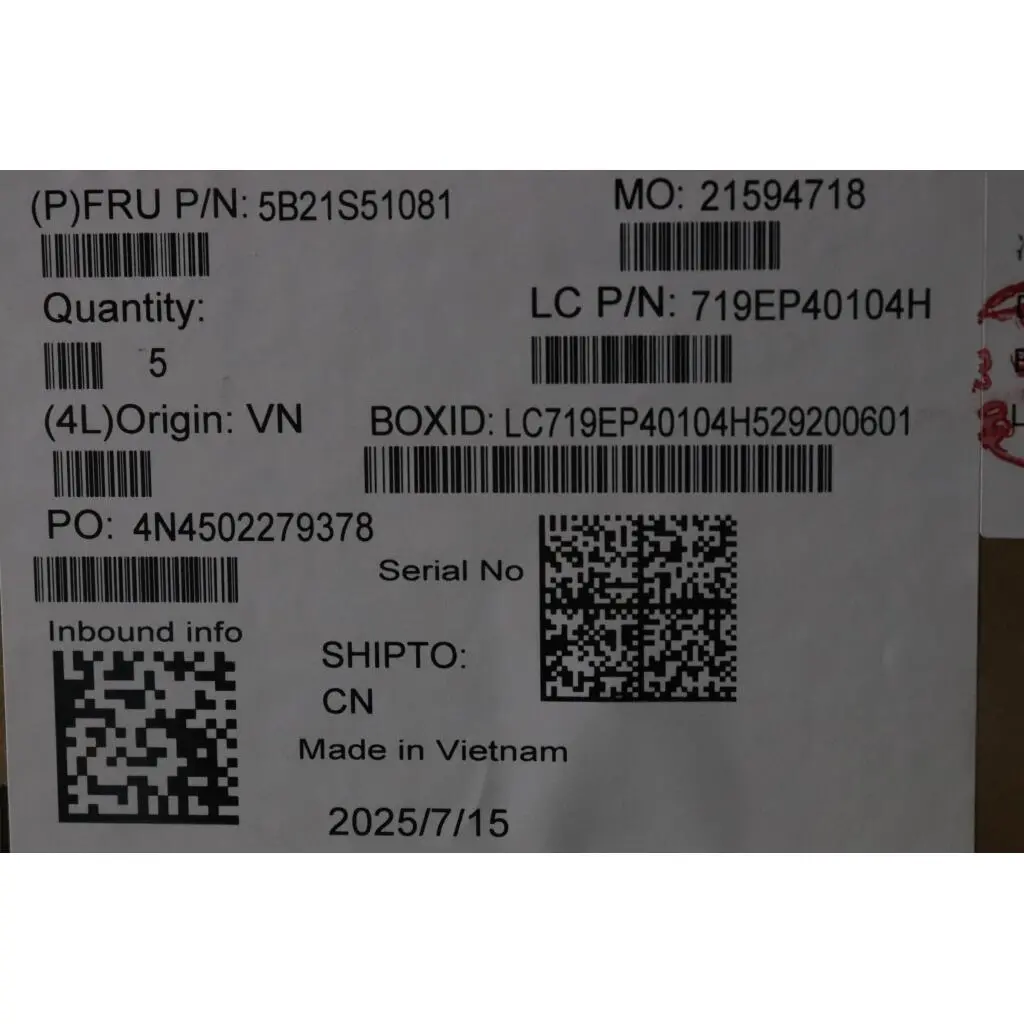 (P)FRU P/N: 5B21S51081
MO: 21594718
Quantity:
5
LC P/N: 719EP40104H
(4L)Origin: VN
BOXID: LC719EP40104H529200601
PO: 4N4502279378
Serial No
Inbound info
SHIPTO:
CN
Made in Vietnam
2025/7/15